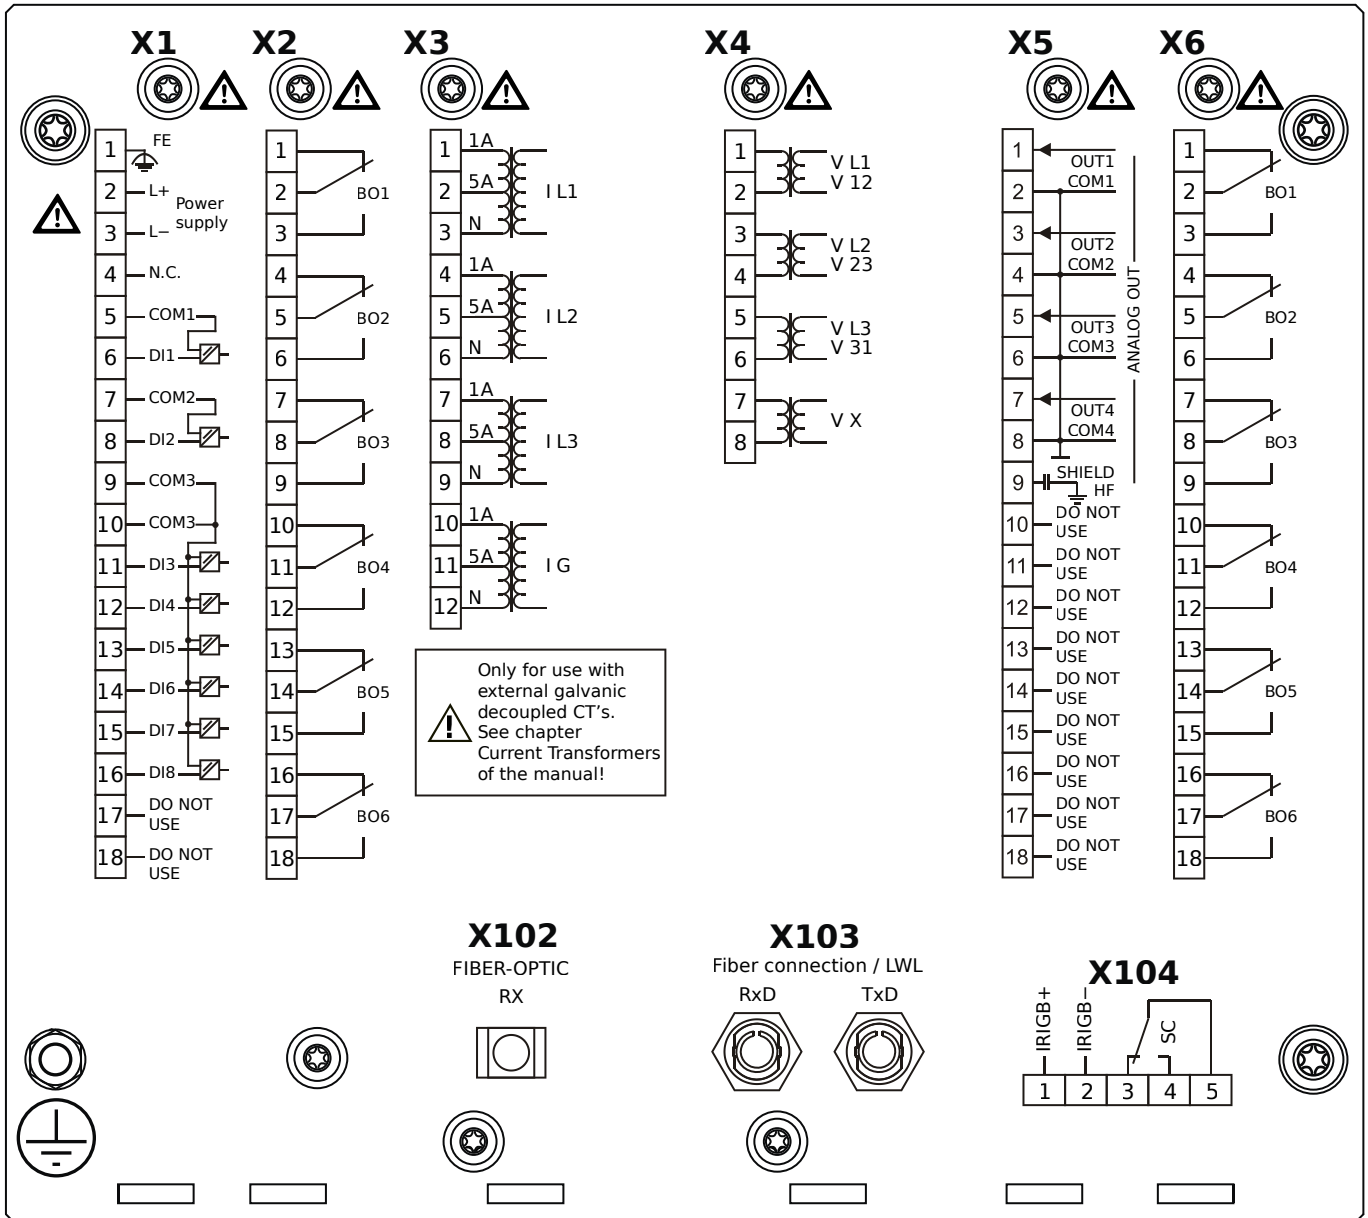 X1
X2
X3
X4
X5
X6
1
FE
2
L+
Power
supply
3
L−
4
N.C.
5
COM1
6
DI1
7
COM2
8
DI2
9
COM3
10
COM3
11
DI3
12
DI4
13
DI5
14
DI6
15
DI7
16
DI8
17
DO NOT
USE
18
DO NOT
USE
1
2
BO1
3
4
5
BO2
6
7
8
BO3
9
10
11
BO4
12
13
14
BO5
15
16
17
BO6
18
1
1A
2
5A
I L1
3
N
4
1A
5
5A
I L2
6
N
7
1A
8
5A
I L3
9
N
10
1A
11
5A
I G
12
N
Only for use with
external galvanic
decoupled CT's.
See chapter
Current Transformers
of the manual!
1
V L1
2
V 12
3
V L2
4
V 23
5
V L3
6
V 31
7
V X
8
1
OUT1
2
COM1
3
OUT2
4
COM2
5
OUT3
6
COM3
7
OUT4
8
COM4
ANALOG OUT
9
SHIELD
HF
10
DO NOT
USE
11
DO NOT
USE
12
DO NOT
USE
13
DO NOT
USE
14
DO NOT
USE
15
DO NOT
USE
16
DO NOT
USE
17
DO NOT
USE
18
DO NOT
USE
1
2
BO1
3
4
5
BO2
6
7
8
BO3
9
10
11
BO4
12
13
14
BO5
15
16
17
BO6
18
X102
FIBER-OPTIC
RX
X103
Fiber connection / LWL
RxD
TxD
X104
IRIGB+
IRIGB−
SC
1
2
3
4
5